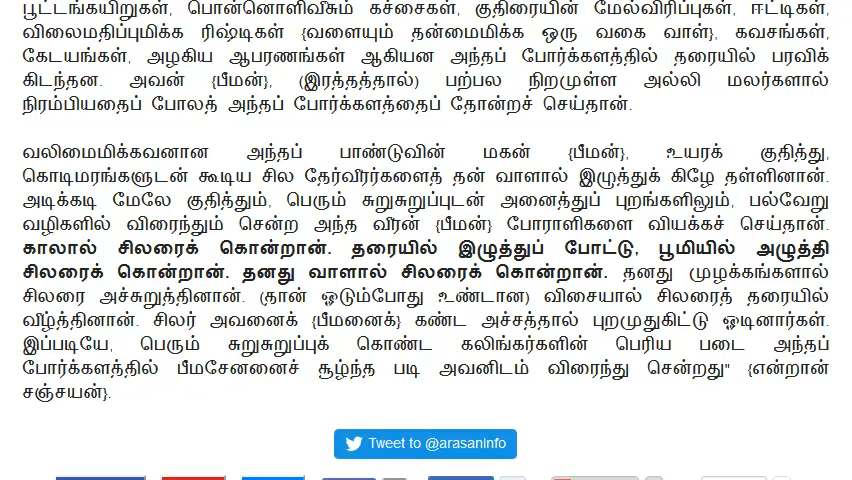 பூட்டங்கயிறுகள், பொன்னொளிவீசும் கச்சைகள், குதிரையின் மேல்விரிப்புகள், ஈட்டிகள்,
விலைமதிப்புமிக்க ரிஷ்டிகள் {வளையும் தன்மைமிக்க ஒரு வகை வாள்}, கவசங்கள்,
கேடயங்கள், அழகிய ஆபரணங்கள் ஆகியன அந்தப் போர்க்களத்தில் தரையில் பரவிக்
கிடந்தன. அவன் {பீமன்}, (இரத்தத்தால்) பற்பல நிறமுள்ள அல்லி மலர்களால்
நிரம்பியதைப் போலத் அந்தப் போர்க்களத்தைப் தோன்றச் செய்தான்.
வலிமைமிக்கவனான அந்தப் பாண்டுவின் மகன் {பீமன்}, உயரக் குதித்து,
கொடிமரங்களுடன் கூடிய சில தேர்வீரர்களைத் தன் வாளால் இழுத்துக் கிழே தள்ளினான்.
அடிக்கடி மேலே குதித்தும், பெரும் சுறுசுறுப்புடன் அனைத்துப் புறங்களிலும், பல்வேறு
வழிகளில் விரைந்தும் சென்ற அந்த வீரன் {பீமன்} போராளிகளை வியக்கச் செய்தான்.
காலால் சிலரைக் கொன்றான். தரையில் இழுத்துப் போட்டு, பூமியில் அழுத்தி
சிலரைக் கொன்றான். தனது வாளால் சிலரைக் கொன்றான். தனது முழக்கங்களால்
சிலரை அச்சுறுத்தினான். (தான் ஓடும்போது உண்டான) விசையால் சிலரைத் தரையில்
வீழ்த்தினான். சிலர் அவனைக் {பீமனைக்} கண்ட அச்சத்தால் புறமுதுகிட்டு ஓடினார்கள்.
இப்படியே, பெரும் சுறுசுறுப்புக் கொண்ட கலிங்கர்களின் பெரிய படை அந்தப்
போர்க்களத்தில் பீமசேனனைச் சூழ்ந்த படி அவனிடம் விரைந்து சென்றது" {என்றான்
சஞ்சயன்}.
Tweet to @arasaninfo